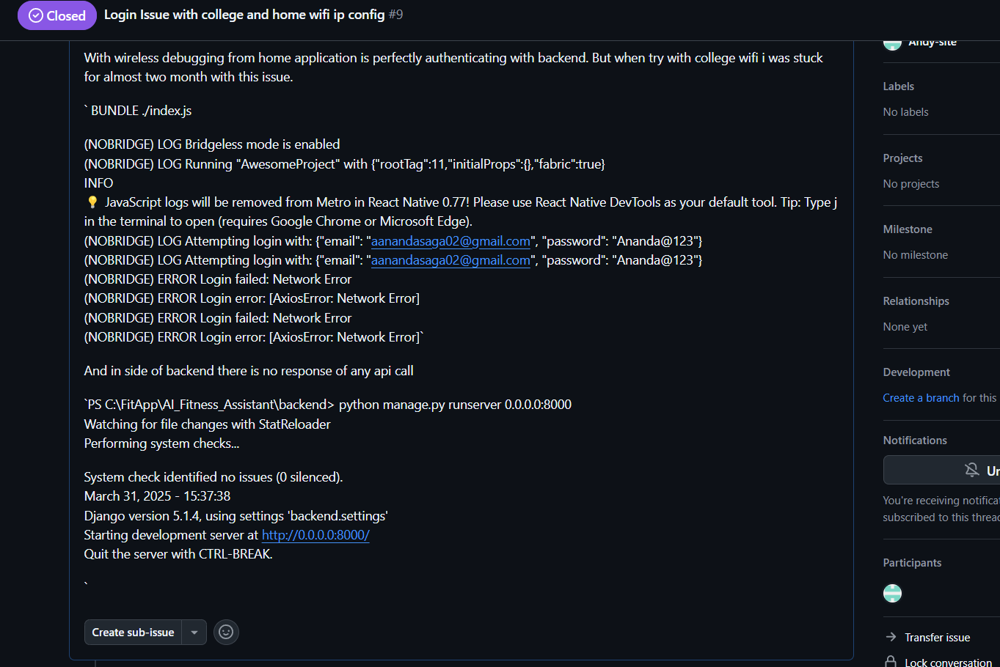 Closed
Login Issue with college and home wifi ip config #9
With wireless debugging from home application is perfectly authenticating with backend. But when try with college wifi i was stuck
for almost two month with this issue.
` BUNDLE ./index.js
(NOBRIDGE) LOG Bridgeless mode is enabled
(NOBRIDGE) LOG Running "AwesomeProject" with {"rootTag":11,"initialProps":{},"fabric":true}
INFO
💡 JavaScript logs will be removed from Metro in React Native 0.77! Please use React Native DevTools as your default tool. Tip: Type j
in the terminal to open (requires Google Chrome or Microsoft Edge).
(NOBRIDGE) LOG Attempting login with: {"email": "aanandasaga02@gmail.com", "password": "Ananda@123"}
(NOBRIDGE) LOG Attempting login with: {"email": "aanandasaga02@gmail.com", "password": "Ananda@123"}
(NOBRIDGE) ERROR Login failed: Network Error
(NOBRIDGE) ERROR Login error: [AxiosError: Network Error]
(NOBRIDGE) ERROR Login failed: Network Error
(NOBRIDGE) ERROR Login error: [AxiosError: Network Error]`
And in side of backend there is no response of any api call
`PS C:\FitApp\AI_Fitness_Assistant\backend> python manage.py runserver 0.0.0.0:8000
Watching for file changes with StatReloader
Performing system checks...
System check identified no issues (0 silenced).
March 31, 2025 - 15:37:38
Django version 5.1.4, using settings 'backend.settings'
Starting development server at http://0.0.0.0:8000/
Quit the server with CTRL-BREAK.
`
Create sub-issue
Andy-site
Labels
No labels
Projects
No projects
Milestone
No milestone
Relationships
None yet
Development
Create a branch for this
Notifications
You're receiving
subscribed to this
Participants
Transfer issue
Lock conversation